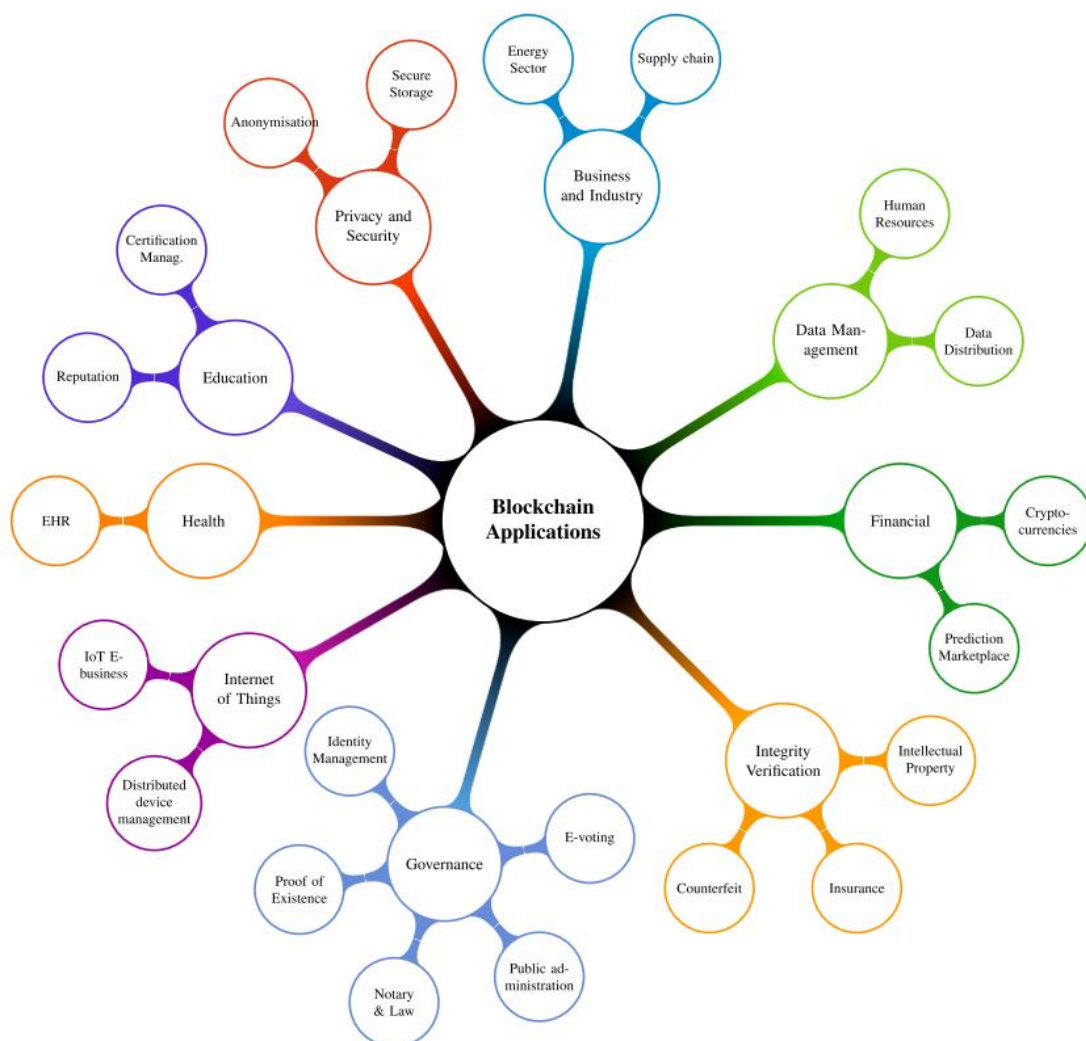 Blockchain
Applications
Energy
Sector
Supply chain
Business
and Industry
Secure
Storage
Anonymisation
Privacy and
Security
Human
Resources
Data Man-
agement
Data
Distribution
Certification
Manag.
Reputation
Education
EHR
Health
Financial
Crypto-
currencies
Prediction
Marketplace
IoT E-
business
Internet
of Things
Distributed
device
management
Identity
Management
Governance
E-voting
Proof of
Existence
Notary
& Law
Public ad-
ministration
Integrity
Verification
Intellectual
Property
Counterfeit
Insurance